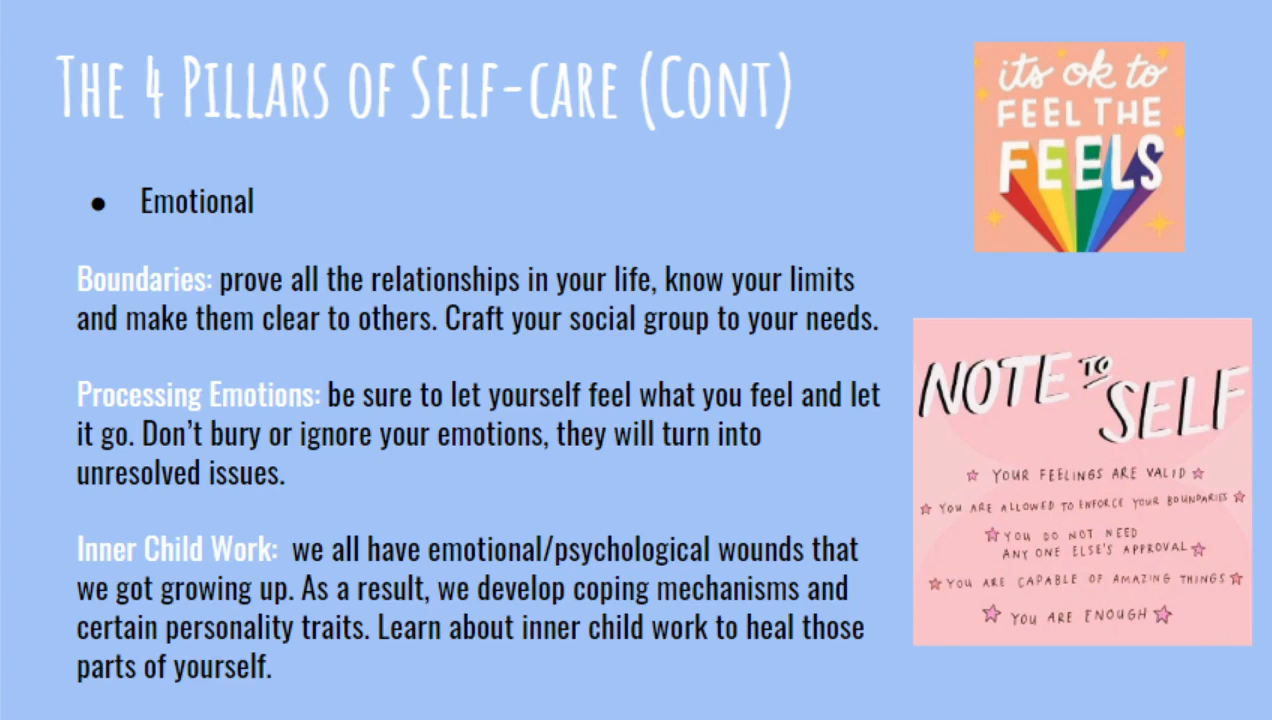 The 4 Pillars of Self-care (Cont)
● Emotional
Boundaries: prove all the relationships in your life, know your limits
and make them clear to others. Craft your social group to your needs.
Processing Emotions: be sure to let yourself feel what you feel and let
it go. Don’t bury or ignore your emotions, they will turn into
unresolved issues.
Inner Child Work: we all have emotional/psychological wounds that
we got growing up. As a result, we develop coping mechanisms and
certain personality traits. Learn about inner child work to heal those
parts of yourself.
its ok to
FEEL THE
FEELS
NOTE TO
SELF
YOUR FEELINGS ARE VALID
YOU ARE ALLOWED TO ENFORCE YOUR BOUNDARIES
YOU DO NOT NEED
ANY ONE ELSE'S APPROVAL
YOU ARE CAPABLE OF AMAZING THINGS
YOU ARE ENOUGH